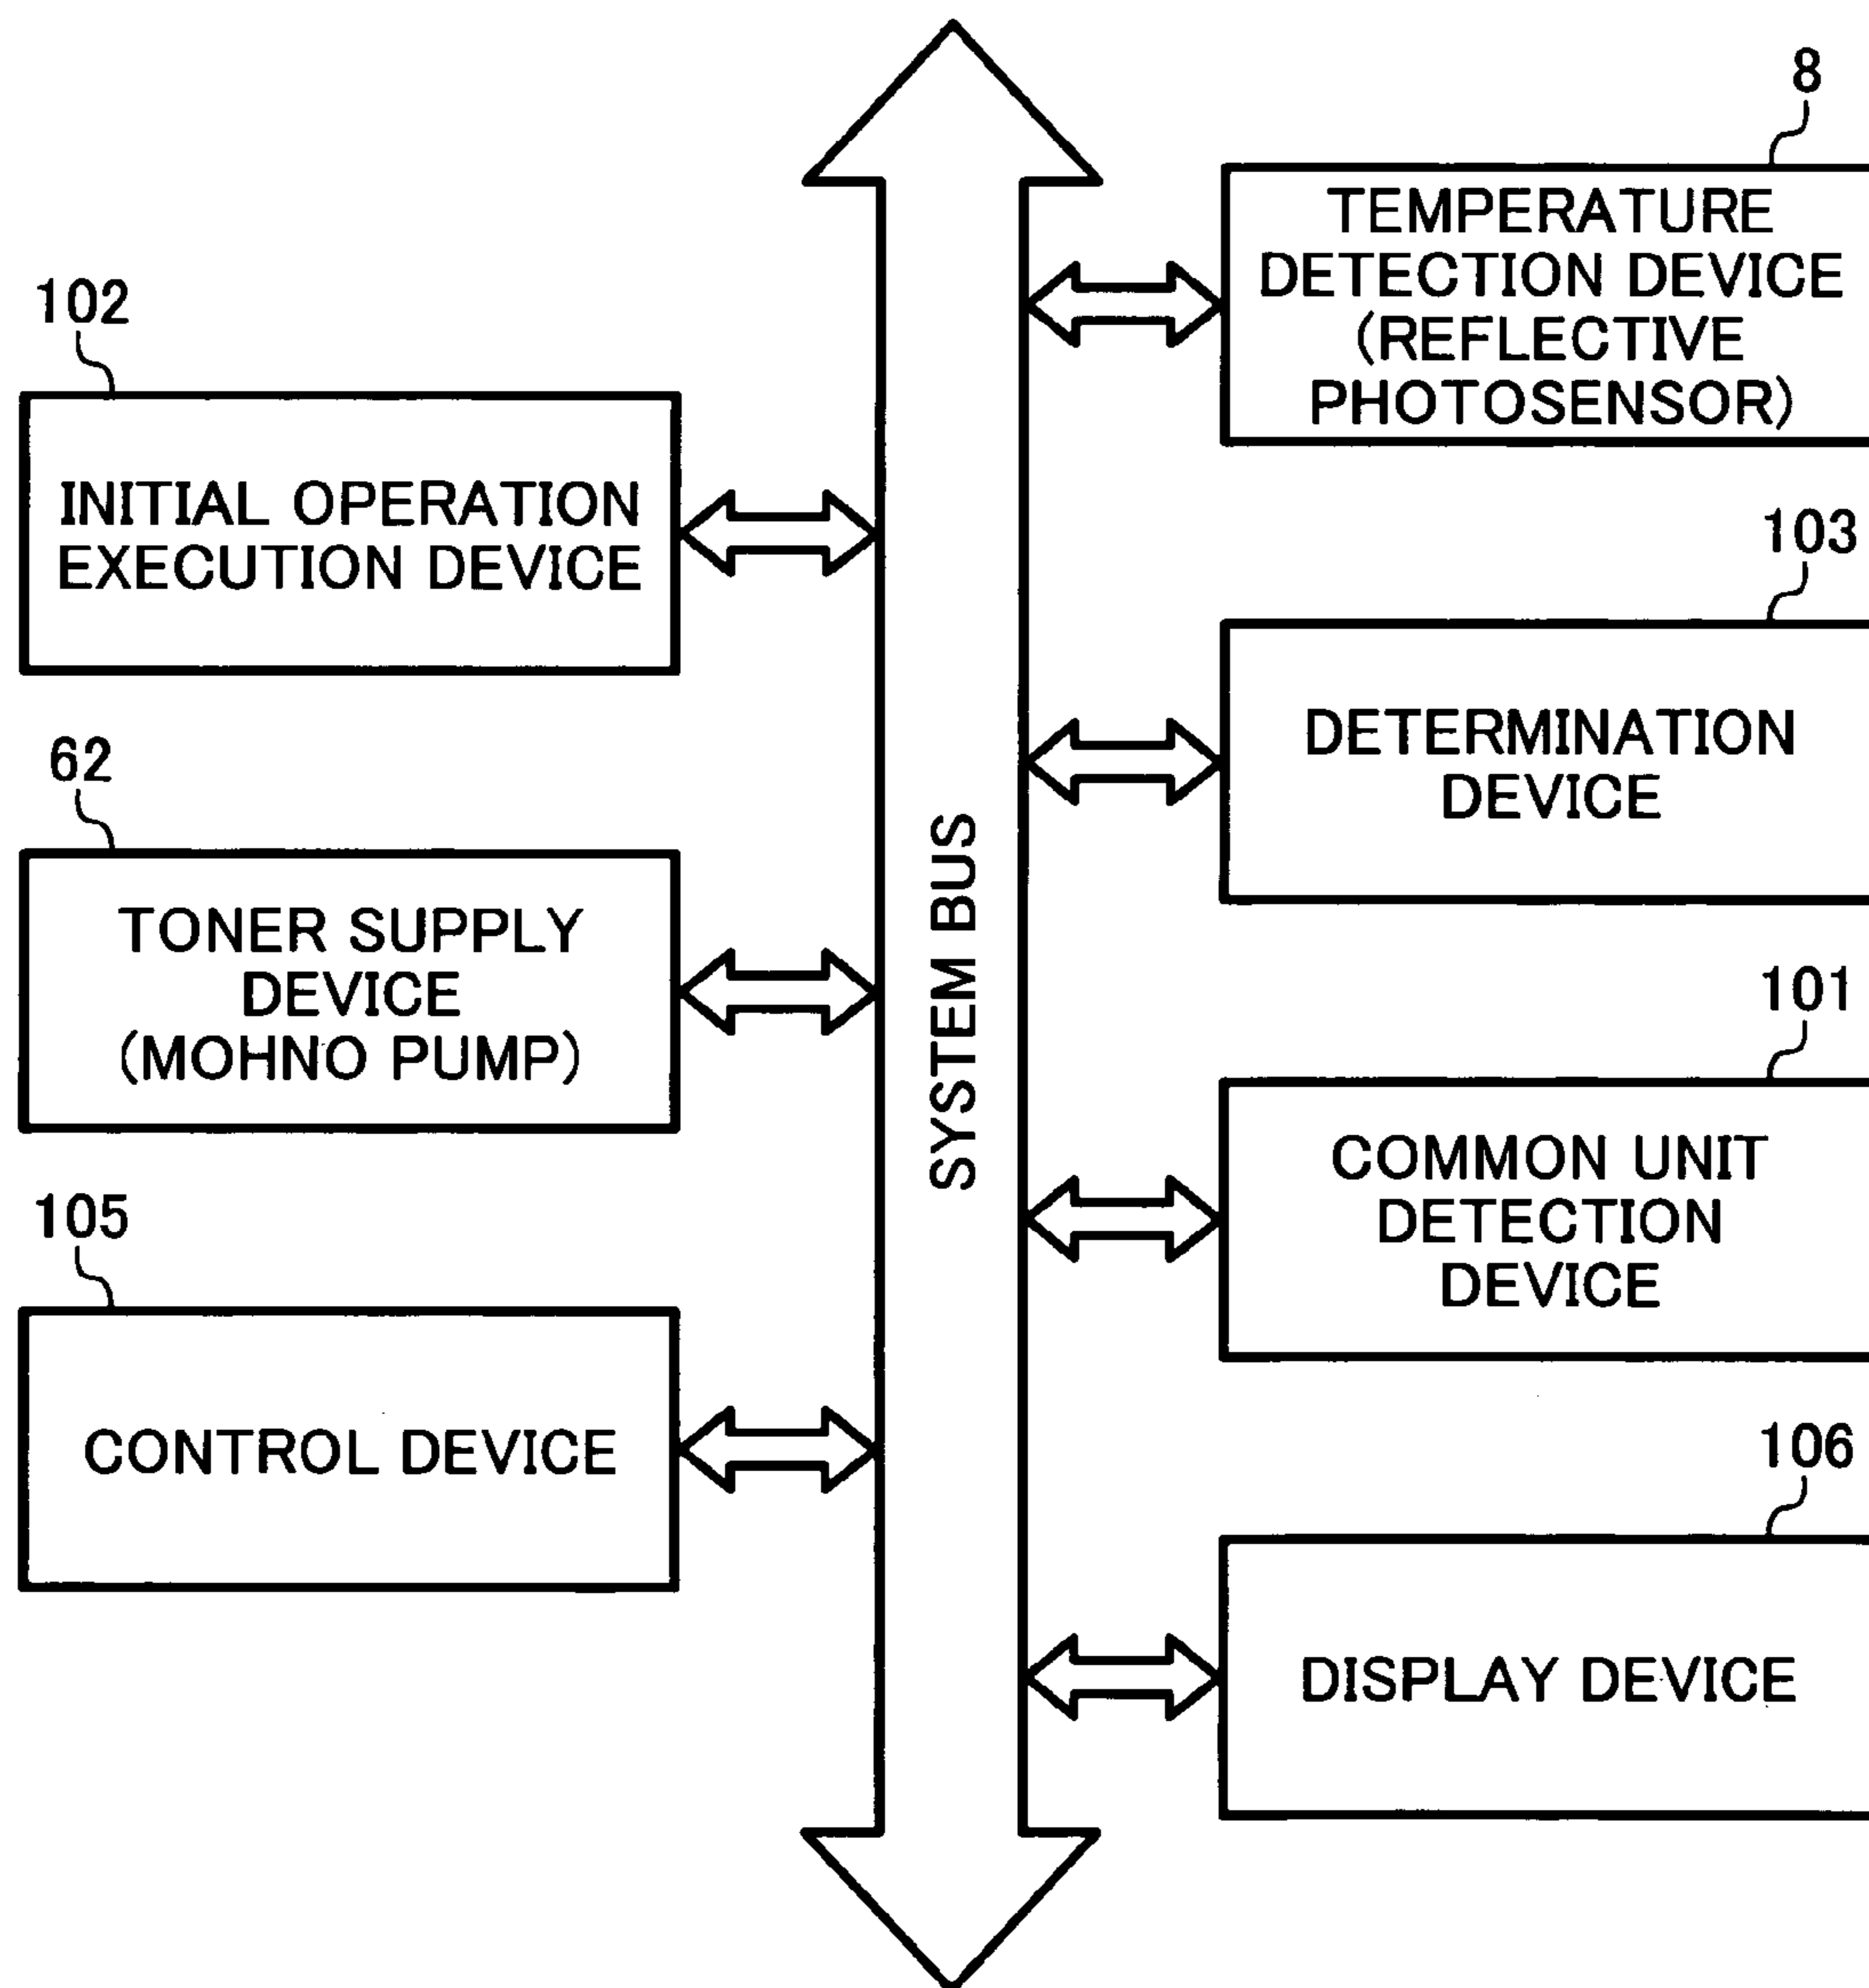 102
INITIAL OPERATION
EXECUTION DEVICE
62
TONER SUPPLY
DEVICE
(MOHNO PUMP)
105
CONTROL DEVICE
SYSTEM BUS
8
TEMPERATURE
DETECTION DEVICE
(REFLECTIVE
PHOTOSENSOR)
103
DETERMINATION
DEVICE
101
COMMON UNIT
DETECTION
DEVICE
106
DISPLAY DEVICE